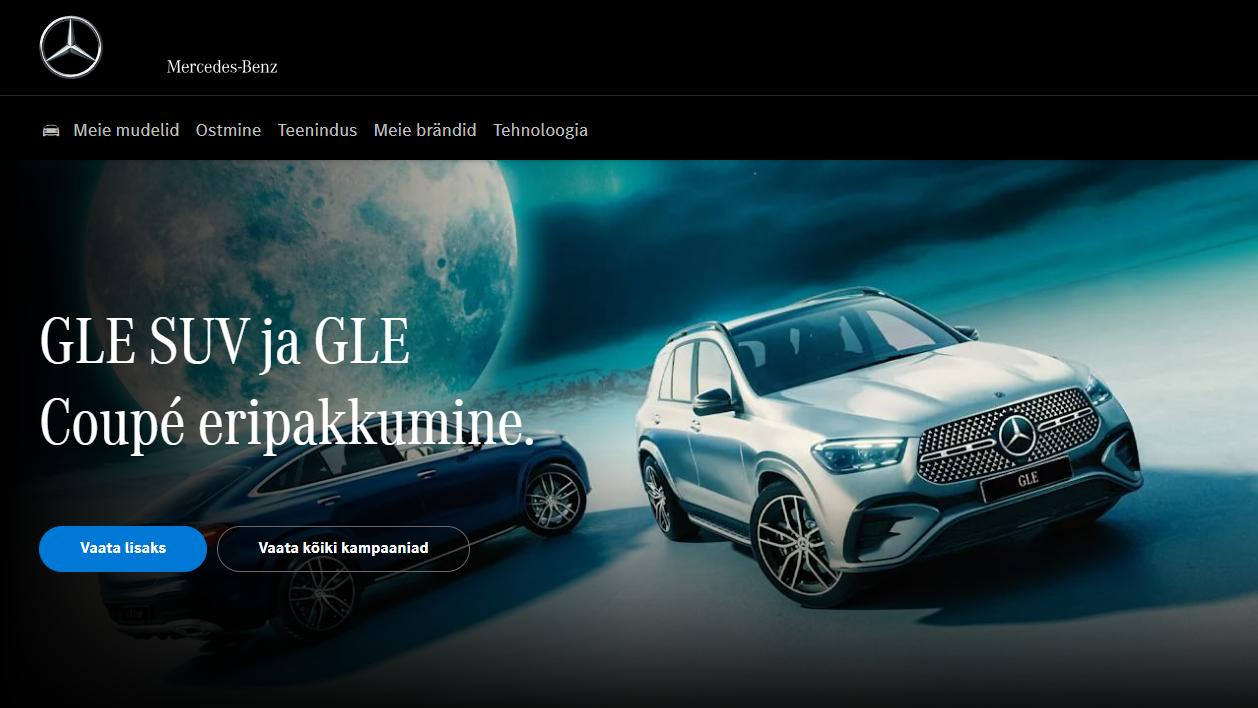 Mercedes-Benz
Meie mudelid Ostmine Teenindus Meie brändid Tehnoloogia
GLE SUV ja GLE
Coupé eripakkumine.
GLE
Vaata lisaks Vaata kõiki kampaaniad